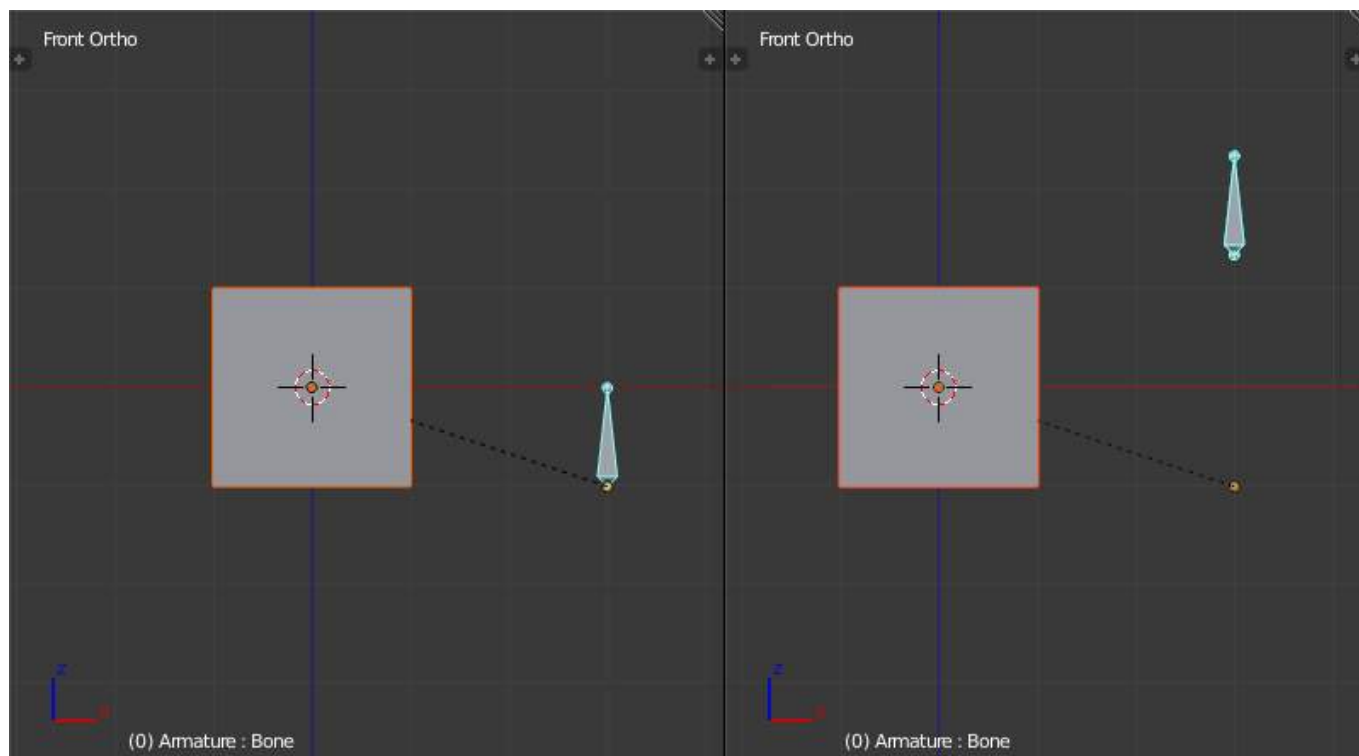 Front Ortho
Front Ortho
z
z
(0) Armature : Bone
(0) Armature : Bone